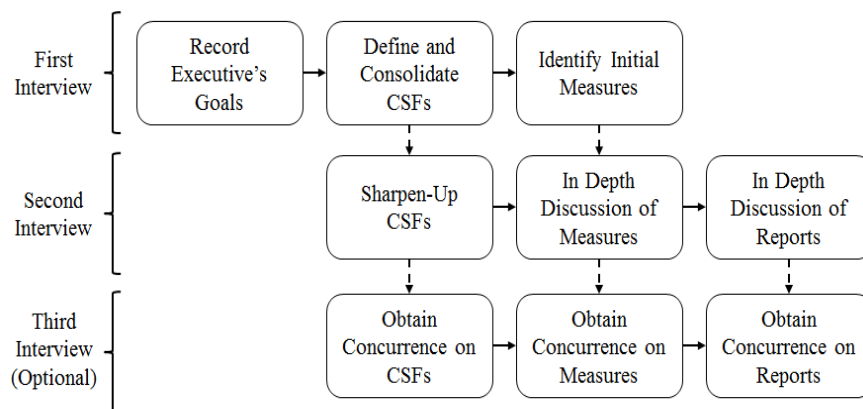 First
Interview
Record
Executive's
Goals
Define and
Consolidate
CSFs
Identify Initial
Measures
Second
Interview
Sharpen-Up
CSFs
In Depth
Discussion of
Measures
In Depth
Discussion of
Reports
Third
Interview
(Optional)
Obtain
Concurrence on
CSFs
Obtain
Concurrence on
Measures
Obtain
Concurrence on
Reports